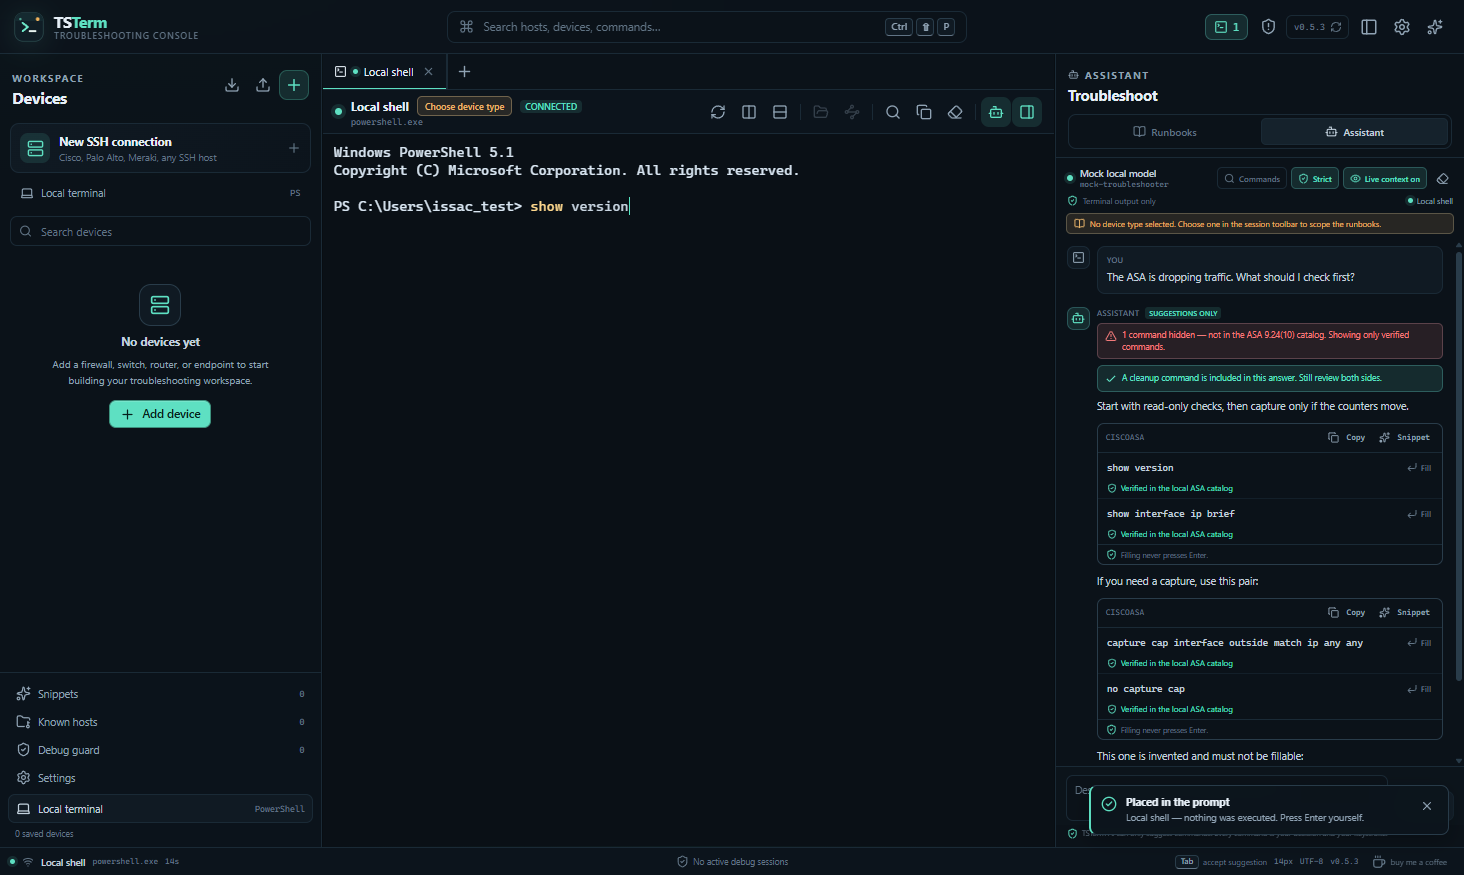 TSTerm
TROUBLESHOOTING CONSOLE
Search hosts, devices, commands...
Ctrl
P
1
v0.5.3
WORKSPACE
Devices
New SSH connection
Cisco, Palo Alto, Meraki, any SSH host
Local terminal
PS
Search devices
No devices yet
Add a firewall, switch, router, or endpoint to start
building your troubleshooting workspace.
Add device
Snippets
0
Known hosts
0
Debug guard
0
Settings
Local terminal
PowerShell
0 saved devices
Local shell
Local shell
Choose device type
CONNECTED
powershell.exe
Windows PowerShell 5.1
Copyright (C) Microsoft Corporation. All rights reserved.
PS C:\Users\issac_test> show version
ASSISTANT
Troubleshoot
Runbooks
Assistant
Mock local model
mock-troubleshooter
Commands
Strict
Live context on
Terminal output only
Local shell
No device type selected. Choose one in the session toolbar to scope the runbooks.
YOU
The ASA is dropping traffic. What should I check first?
ASSISTANT
SUGGESTIONS ONLY
1 command hidden — not in the ASA 9.24(10) catalog. Showing only verified
commands.
A cleanup command is included in this answer. Still review both sides.
Start with read-only checks, then capture only if the counters move.
CISCOASA
Copy
Snippet
show version
Fill
Verified in the local ASA catalog
show interface ip brief
Fill
Verified in the local ASA catalog
Filling never presses Enter.
If you need a capture, use this pair:
CISCOASA
Copy
Snippet
capture cap interface outside match ip any any
Fill
Verified in the local ASA catalog
no capture cap
Fill
Verified in the local ASA catalog
Filling never presses Enter.
This one is invented and must not be fillable:
Placed in the prompt
Local shell — nothing was executed. Press Enter yourself.
Local shell
powershell.exe
14s
No active debug sessions
Tab
accept suggestion
14px
UTF-8
v0.5.3
buy me a coffee